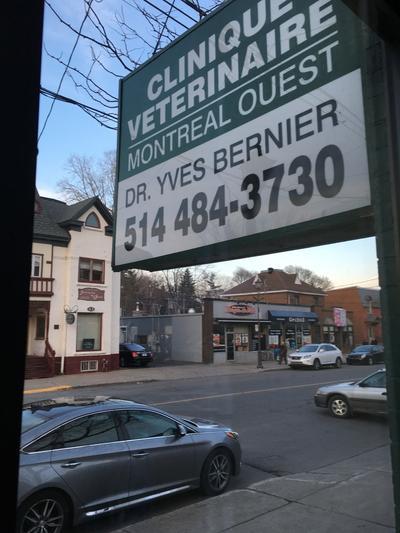 CLINIQUE
VETERINAIRE
MONTREAL OUEST
DR. YVES BERNIER
514 484-3730